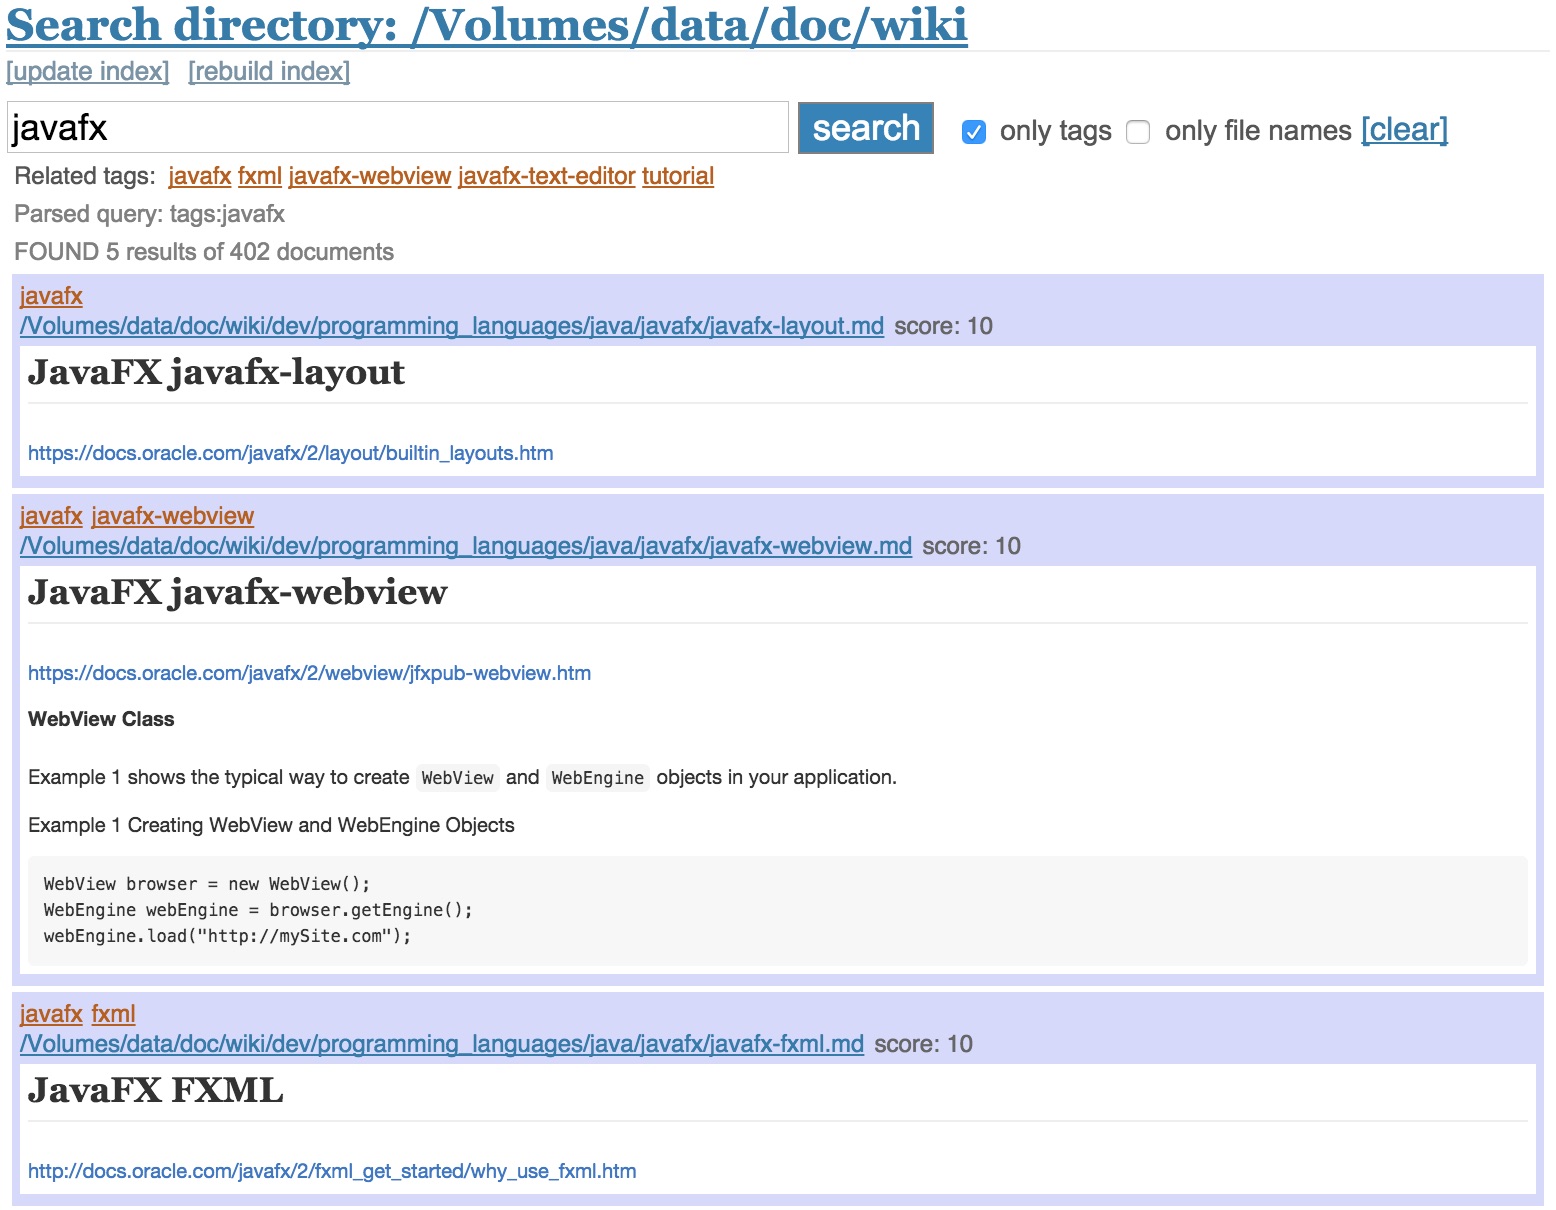 Search directory: /Volumes/data/doc/wiki
[update index] [rebuild index]
javafx search only tags only file names [clear]
Related tags: javafx fxml javafx-webview javafx-text-editor tutorial
Parsed query: tags:javafx
FOUND 5 results of 402 documents
javafx
/Volumes/data/doc/wiki/dev/programming_languages/java/javafx/javafx-layout.md score: 10
JavaFX javafx-layout
https://docs.oracle.com/javafx/2/layout/builtin_layouts.htm
javafx javafx-webview
/Volumes/data/doc/wiki/dev/programming_languages/java/javafx/javafx-webview.md score: 10
JavaFX javafx-webview
https://docs.oracle.com/javafx/2/webview/jfxpub-webview.htm
WebView Class
Example 1 shows the typical way to create WebView and WebEngine objects in your application.
Example 1 Creating WebView and WebEngine Objects
WebView browser = new WebView();
WebEngine webEngine = browser.getEngine();
webEngine.load("http://mySite.com");
javafx fxml
/Volumes/data/doc/wiki/dev/programming_languages/java/javafx/javafx-fxml.md score: 10
JavaFX FXML
http://docs.oracle.com/javafx/2/fxml_get_started/why_use_fxml.htm